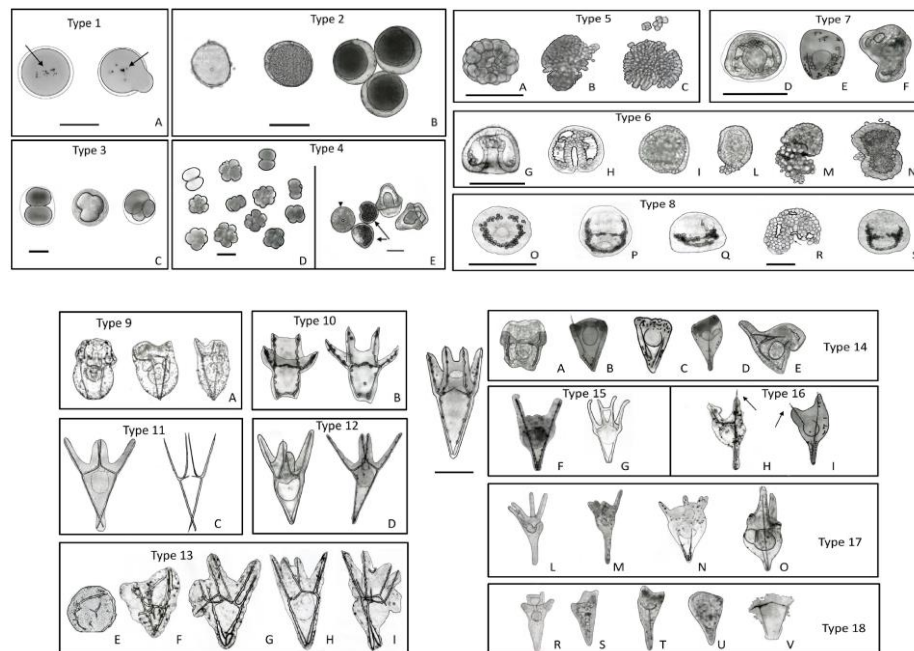 Type 1
A
Type 2
B
Type 3
C
Type 4
D
E
Type 5
A B C
Type 7
D E F
Type 6
G H I L M N
Type 8
O P Q R S
Type 9
A
Type 10
B
Type 11
C
Type 12
D
Type 13
E F G H I
A B C D E Type 14
Type 15
F G
Type 16
H I
Type 17
L M N O
R S T U V Type 18